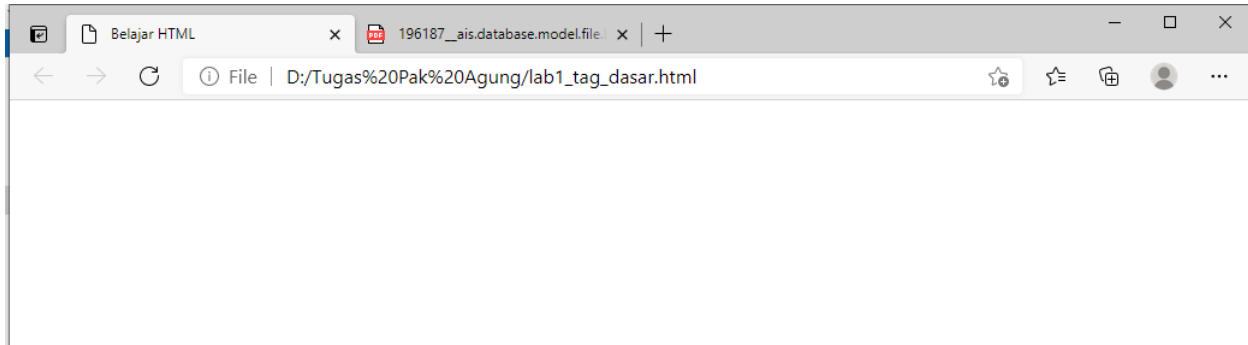 Belajar HTML
196187__ais.database.model.file.
File
D:/Tugas%20Pak%20Agung/lab1_tag_dasar.html